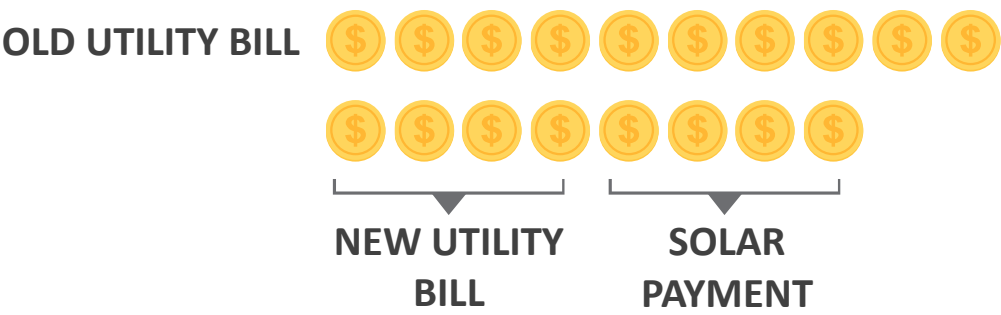 OLD UTILITY BILL $ $ $ $ $ $ $ $ $ $
$ $ $ $ $ $ $ $
NEW UTILITY
BILL
SOLAR
PAYMENT